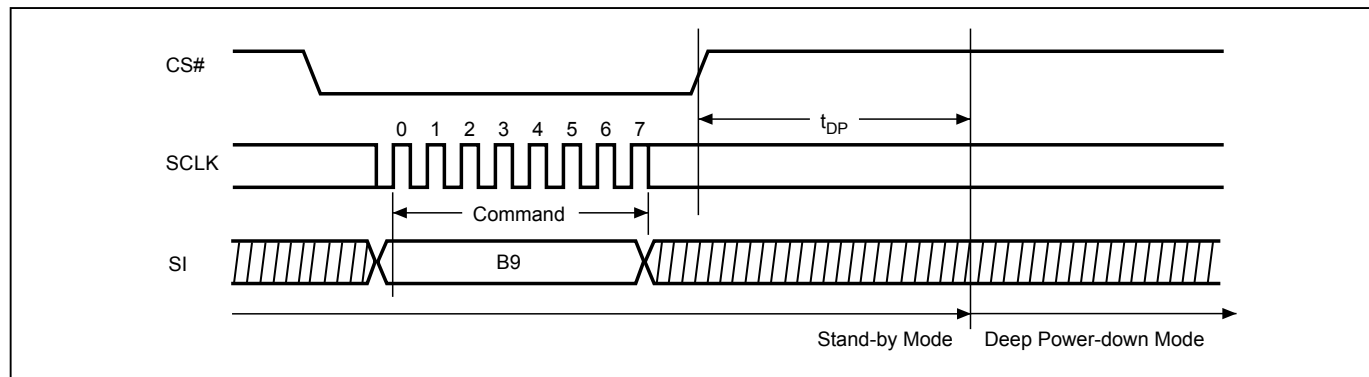 CS#
tDP
0 1 2 3 4 5 6 7
SCLK
Command
SI
B9
Stand-by Mode
Deep Power-down Mode